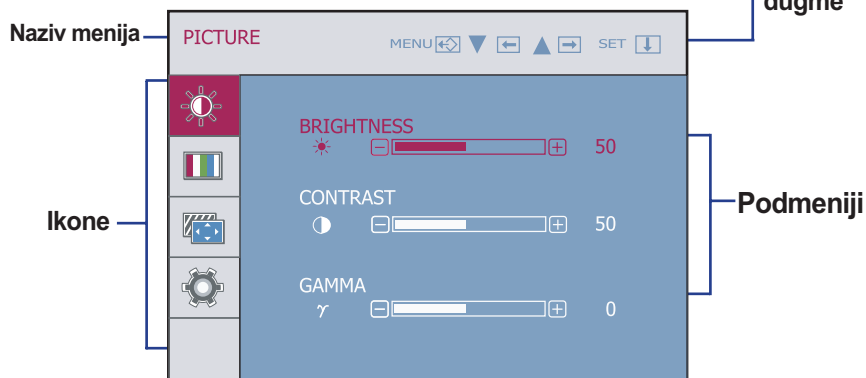 dugme
Naziv menija
PICTURE
MENU
SET
BRIGHTNESS
50
Ikone
CONTRAST
50
Podmeniji
GAMMA
γ
0